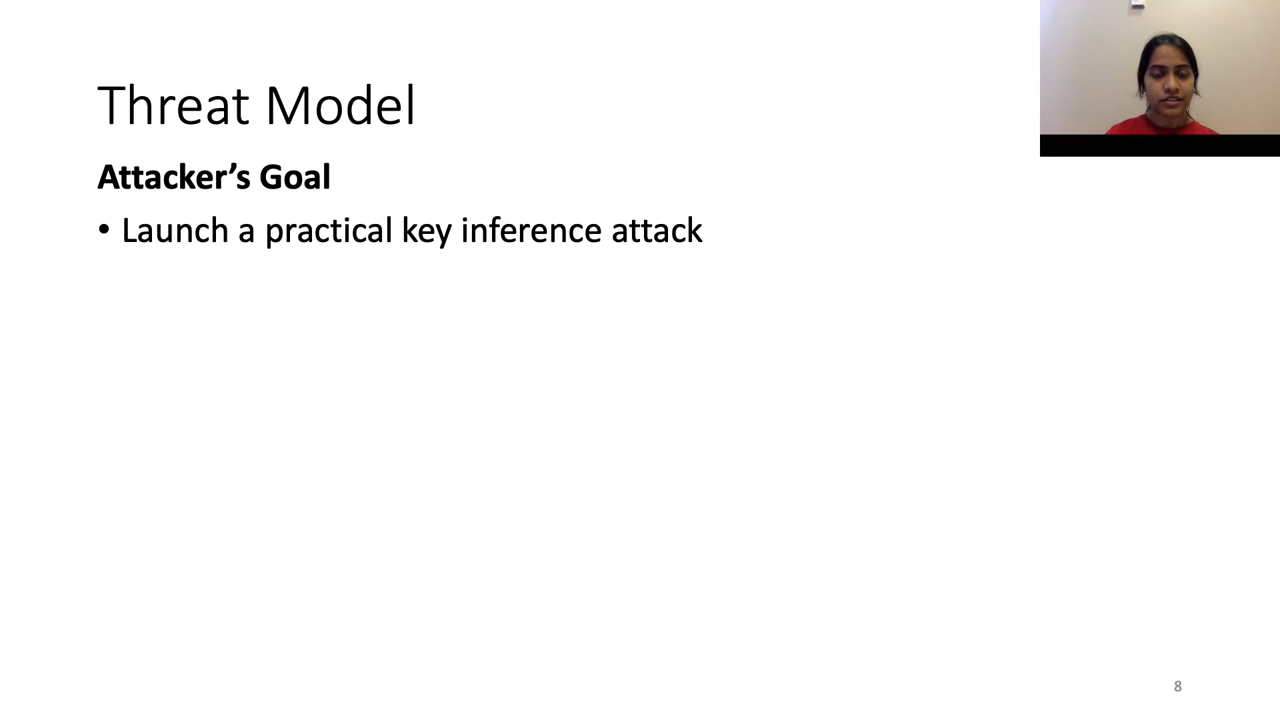 Threat Model
Attacker’s Goal
• Launch a practical key inference attack
8